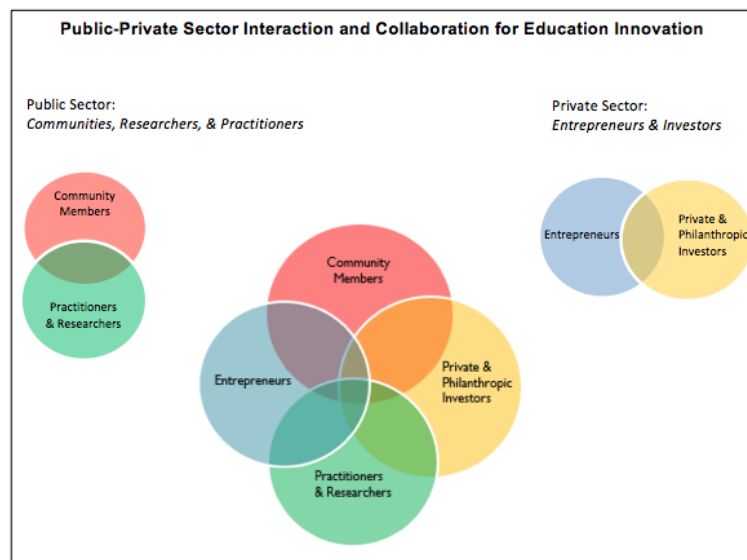 Public-Private Sector Interaction and Collaboration for Education Innovation
Public Sector:
Communities, Researchers, & Practitioners
Private Sector:
Entrepreneurs & Investors
Community
Members
Practitioners
& Researchers
Entrepreneurs
Private &
Philanthropic
Investors
Community
Members
Entrepreneurs
Private &
Philanthropic
Investors
Practitioners
& Researchers